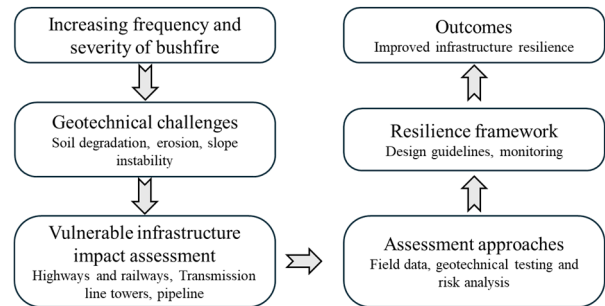 Increasing frequency and
severity of bushfire
Geotechnical challenges
Soil degradation, erosion, slope
instability
Vulnerable infrastructure
impact assessment
Highways and railways, Transmission
line towers, pipeline
Assessment approaches
Field data, geotechnical testing and
risk analysis
Resilience framework
Design guidelines, monitoring
Outcomes
Improved infrastructure resilience